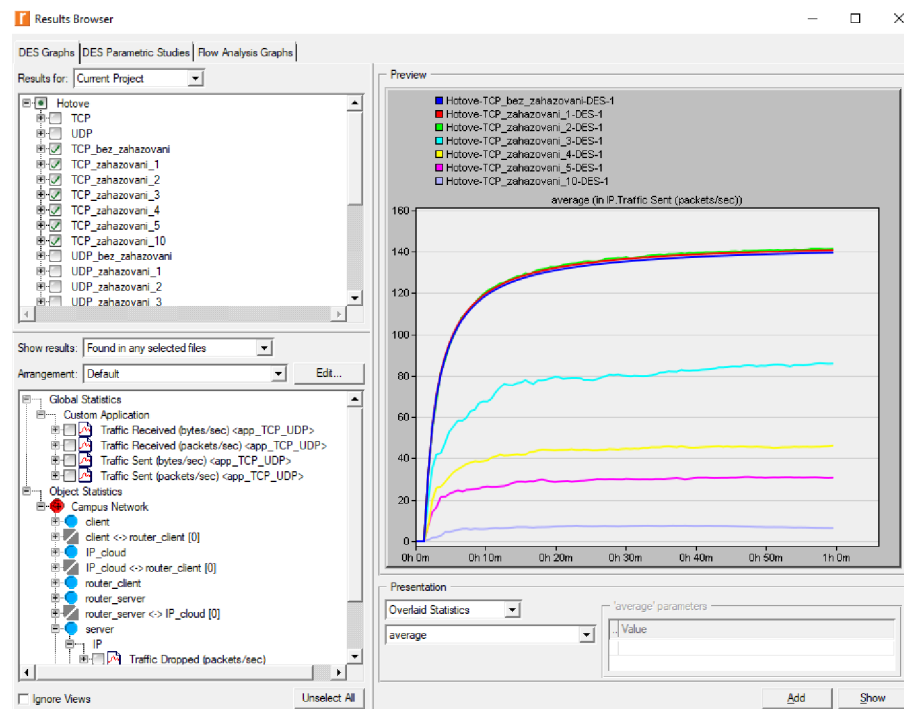 Results Browser
DES Graphs DES Parametric Studies Flow Analysis Graphs
Results for: Current Project
Hotove
TCP
UDP
TCP_bez_zahazovani
TCP_zahazovani_1
TCP_zahazovani_2
TCP_zahazovani_3
TCP_zahazovani_4
TCP_zahazovani_5
TCP_zahazovani_10
UDP_bez_zahazovani
UDP_zahazovani_1
UDP_zahazovani_2
UDP_zahazovani_3
Show results: Found in any selected files
Arrangement: Default Edit...
Global Statistics
Custom Application
Traffic Received (bytes/sec) <app_TCP_UDP>
Traffic Received (packets/sec) <app_TCP_UDP>
Traffic Sent (bytes/sec) <app_TCP_UDP>
Traffic Sent (packets/sec) <app_TCP_UDP>
Object Statistics
Campus Network
client
client <-> router_client [0]
IP_cloud
IP_cloud <-> router_client [0]
router_client
router_server
router_server <-> IP_cloud [0]
server
IP
Traffic Dropped (packets/sec)
Ignore Views Unselect All
Preview
Hotove-TCP_bez_zahazovani-DES-1
Hotove-TCP_zahazovani_1-DES-1
Hotove-TCP_zahazovani_2-DES-1
Hotove-TCP_zahazovani_3-DES-1
Hotove-TCP_zahazovani_4-DES-1
Hotove-TCP_zahazovani_5-DES-1
Hotove-TCP_zahazovani_10-DES-1
average (in IP.Traffic Sent (packets/sec))
160
140
120
100
80
60
40
20
0
0h 0m 0h 10m 0h 20m 0h 30m 0h 40m 0h 50m 1h 0m
Presentation
Overlaid Statistics
average
'average' parameters
.. Value
Add Show